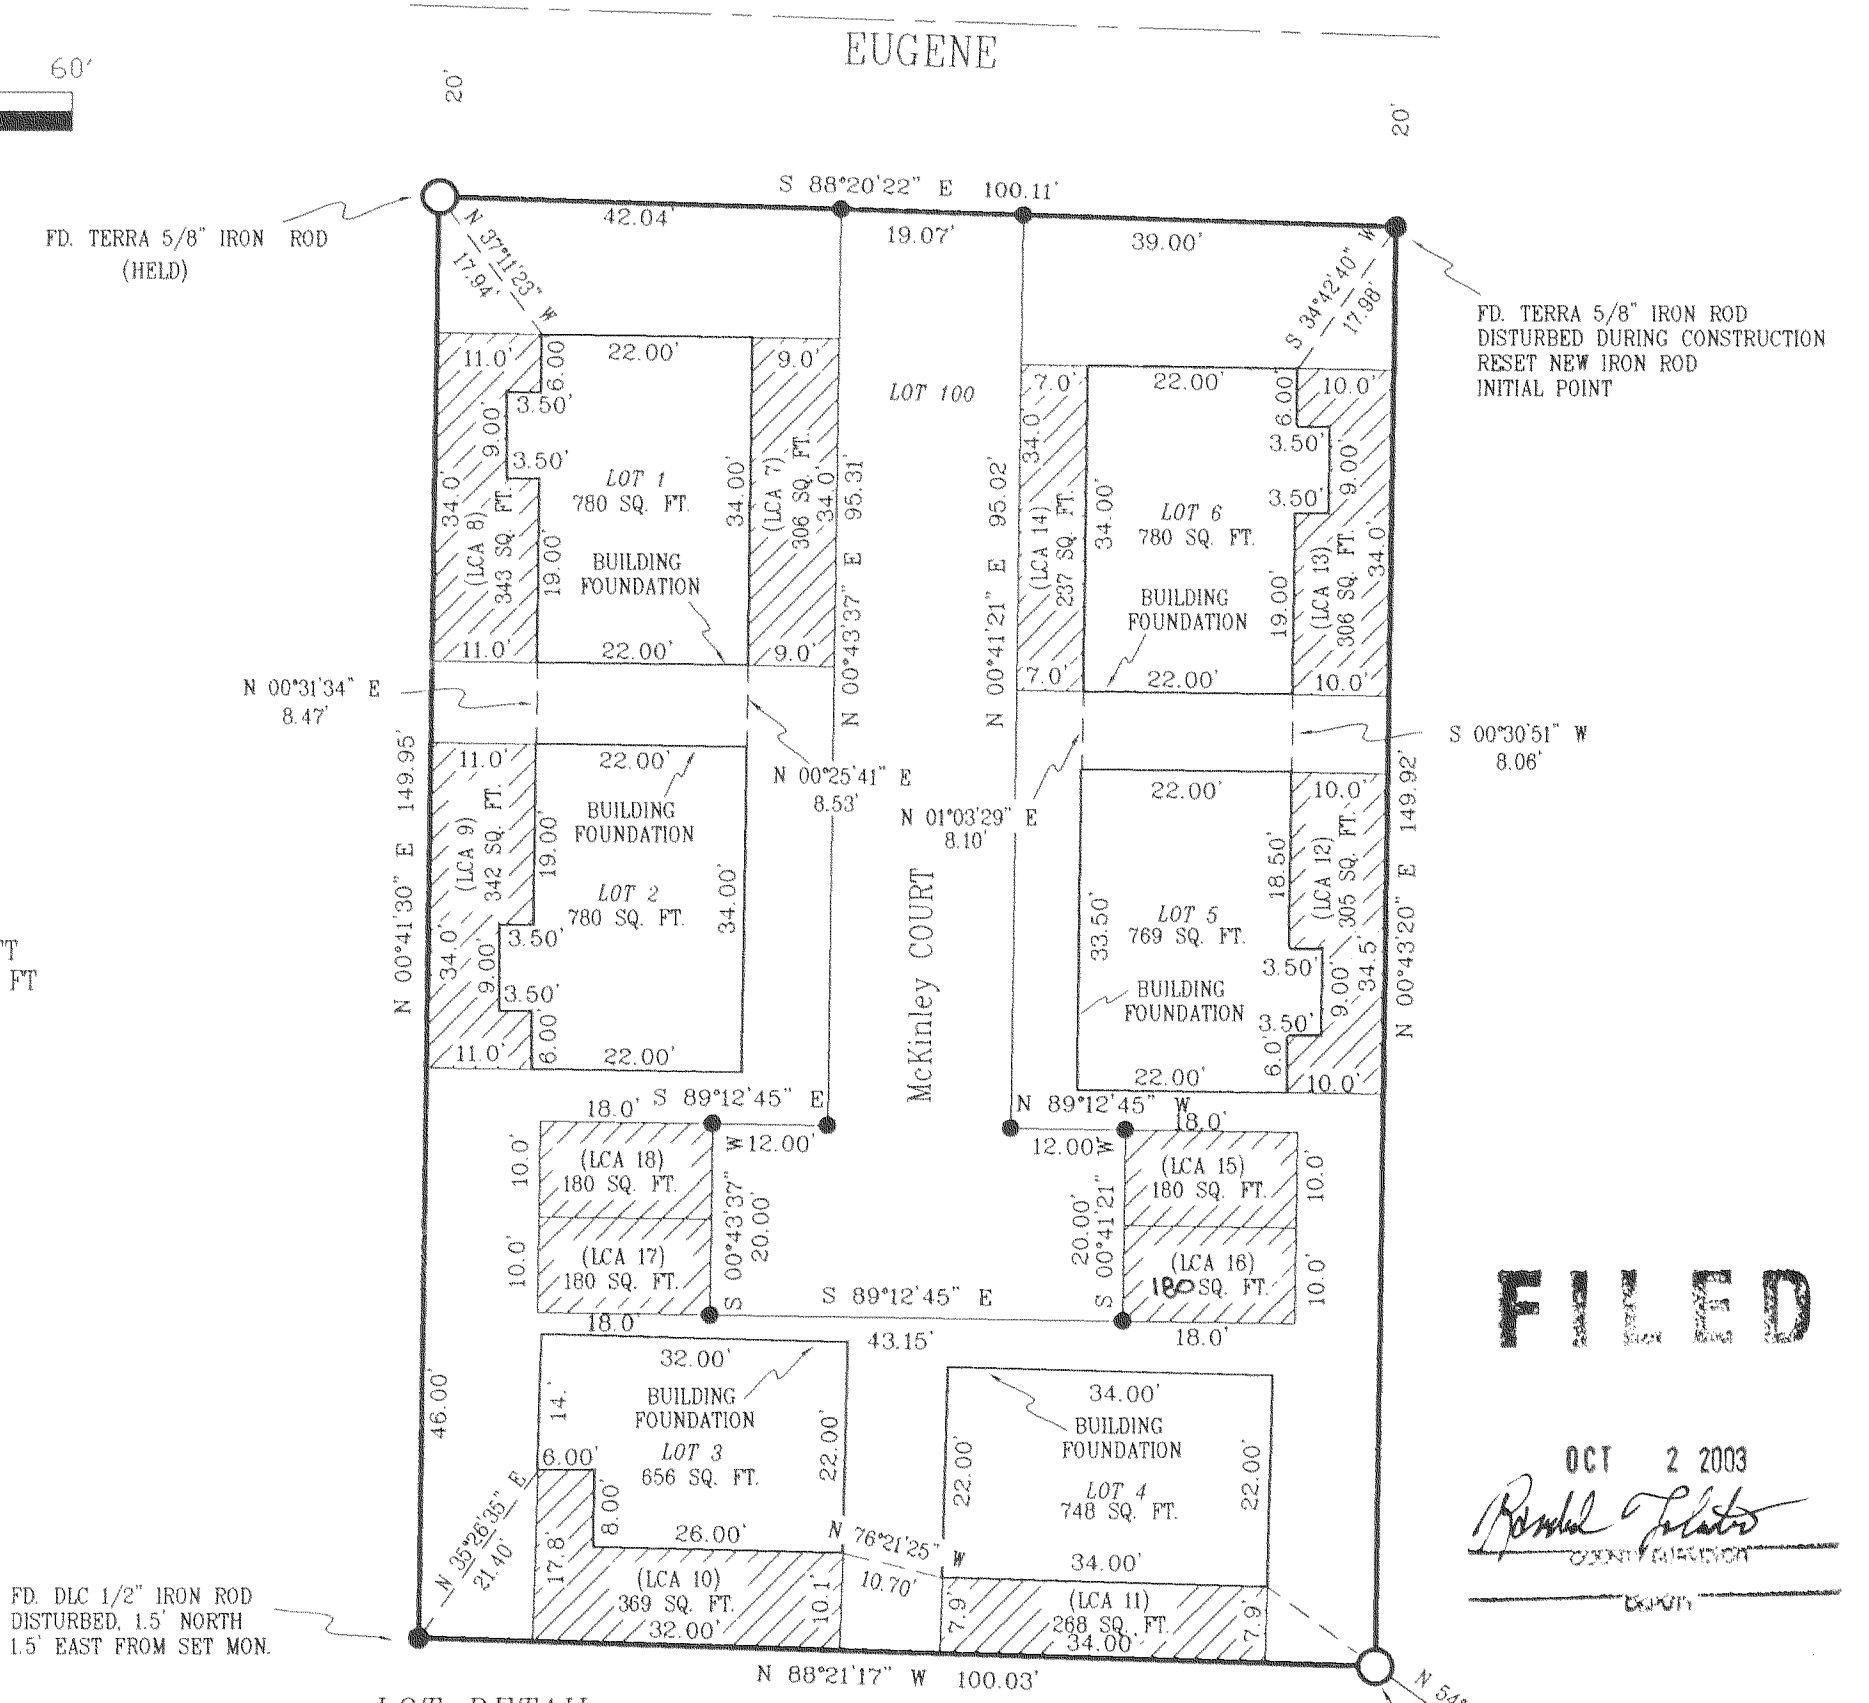 EUGENE
60'
20'
20'
S 88°20'22" E 100.11'
42.04'
19.07'
39.00'
FD. TERRA 5/8" IRON ROD
(HELD)
N 37°11'23" W
17.94'
S 34°42'40" W
17.98'
FD. TERRA 5/8" IRON ROD
DISTURBED DURING CONSTRUCTION
RESET NEW IRON ROD
INITIAL POINT
11.0'
6.00'
22.00'
9.0'
3.50'
9.00'
3.50'
34.0'
(LCA 8)
343 SQ. FT.
19.00'
LOT 1
780 SQ. FT.
34.00'
(LCA 7)
306 SQ. FT.
34.0'
BUILDING
FOUNDATION
11.0'
22.00'
9.0'
LOT 100
N 00°43'37" E 95.31'
N 00°41'21" E 95.02'
7.0'
22.00'
6.00'
10.0'
34.0'
3.50'
9.00'
3.50'
(LCA 14)
237 SQ. FT.
34.00'
LOT 6
780 SQ. FT.
19.00'
(LCA 13)
306 SQ. FT.
34.0'
BUILDING
FOUNDATION
7.0'
22.00'
10.0'
N 00°31'34" E
8.47'
N 00°25'41" E
8.53'
N 01°03'29" E
8.10'
S 00°30'51" W
8.06'
N 00°41'30" E 149.95'
11.0'
22.00'
BUILDING
FOUNDATION
(LCA 9)
342 SQ. FT.
19.00'
LOT 2
780 SQ. FT.
34.00'
34.0'
3.50'
9.00'
3.50'
6.00'
11.0'
22.00'
McKinley COURT
22.00'
10.0'
18.50'
(LCA 12)
305 SQ. FT.
33.50'
LOT 5
769 SQ. FT.
3.50'
9.00'
34.5'
BUILDING
FOUNDATION
3.50'
6.0'
22.00'
10.0'
N 00°43'20" E 149.92'
FT
S 89°12'45" E
12.00'
N 89°12'45" W
12.00'
18.0'
10.0'
(LCA 18)
180 SQ. FT.
10.0'
(LCA 17)
180 SQ. FT.
18.0'
S 00°43'37" W
20.00'
20.00'
S 00°41'21" W
18.0'
(LCA 15)
180 SQ. FT.
10.0'
(LCA 16)
180 SQ. FT.
10.0'
18.0'
S 89°12'45" E
43.15'
46.00'
32.00'
14.'
BUILDING
FOUNDATION
LOT 3
656 SQ. FT.
22.00'
6.00'
8.00'
26.00'
N 35°26'35" E
21.40'
17.8'
(LCA 10)
369 SQ. FT.
32.00'
10.1'
N 76°21'25" W
10.70'
34.00'
BUILDING
FOUNDATION
22.00'
LOT 4
748 SQ. FT.
22.00'
34.00'
7.9'
(LCA 11)
268 SQ. FT.
34.00'
7.9'
FD. DLC 1/2" IRON ROD
DISTURBED, 1.5' NORTH
1.5' EAST FROM SET MON.
N 88°21'17" W 100.03'
N 54°
FILED
OCT 2 2003
COUNTY SURVEYOR
DEPUTY
LOT DETAIL